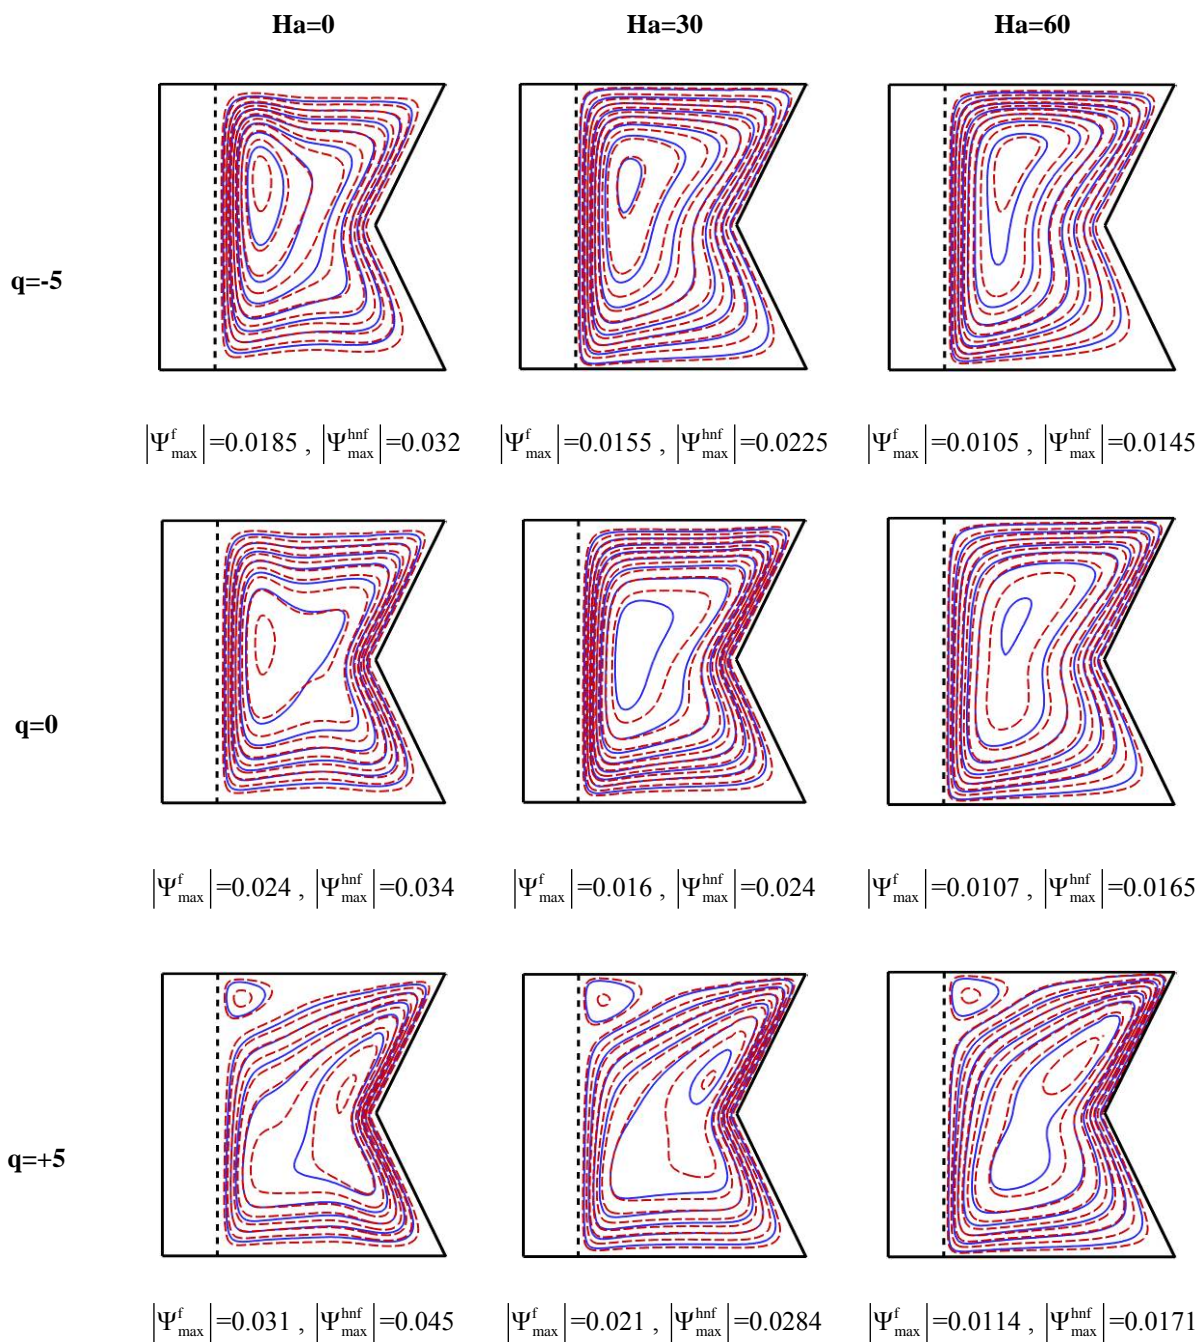 Ha=0 Ha=30 Ha=60
q=-5
|Ψ^f_max|=0.0185 , |Ψ^hnf_max|=0.032 |Ψ^f_max|=0.0155 , |Ψ^hnf_max|=0.0225 |Ψ^f_max|=0.0105 , |Ψ^hnf_max|=0.0145
q=0
|Ψ^f_max|=0.024 , |Ψ^hnf_max|=0.034 |Ψ^f_max|=0.016 , |Ψ^hnf_max|=0.024 |Ψ^f_max|=0.0107 , |Ψ^hnf_max|=0.0165
q=+5
|Ψ^f_max|=0.031 , |Ψ^hnf_max|=0.045 |Ψ^f_max|=0.021 , |Ψ^hnf_max|=0.0284 |Ψ^f_max|=0.0114 , |Ψ^hnf_max|=0.0171